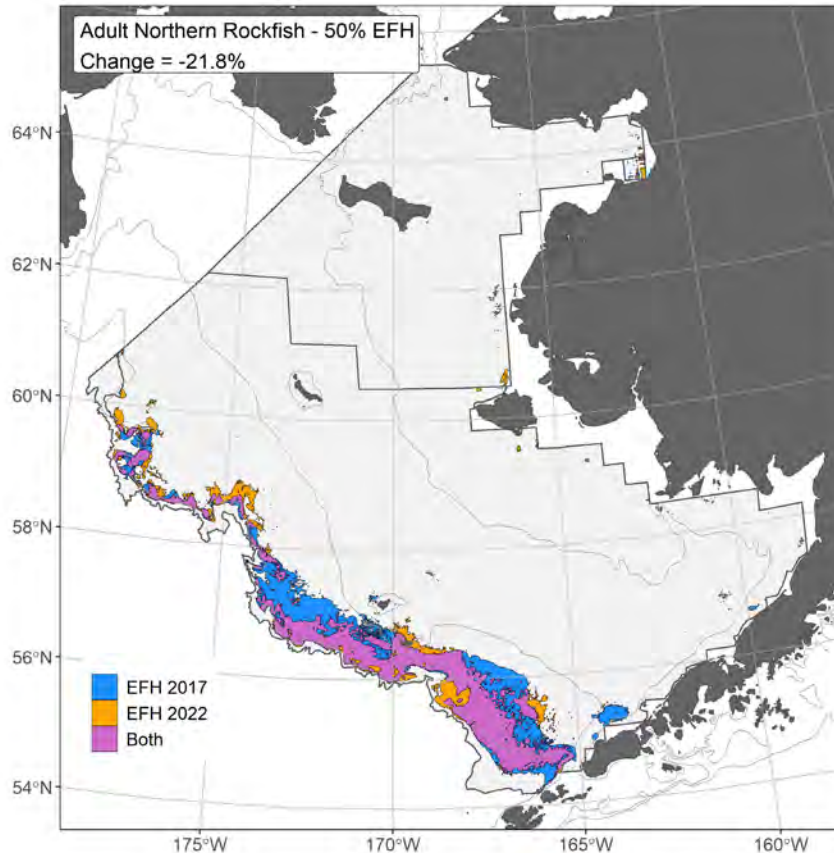 Adult Northern Rockfish - 50% EFH
Change = -21.8%
64°N
62°N
60°N
58°N
56°N
54°N
EFH 2017
EFH 2022
Both
175°W
170°W
165°W
160°W